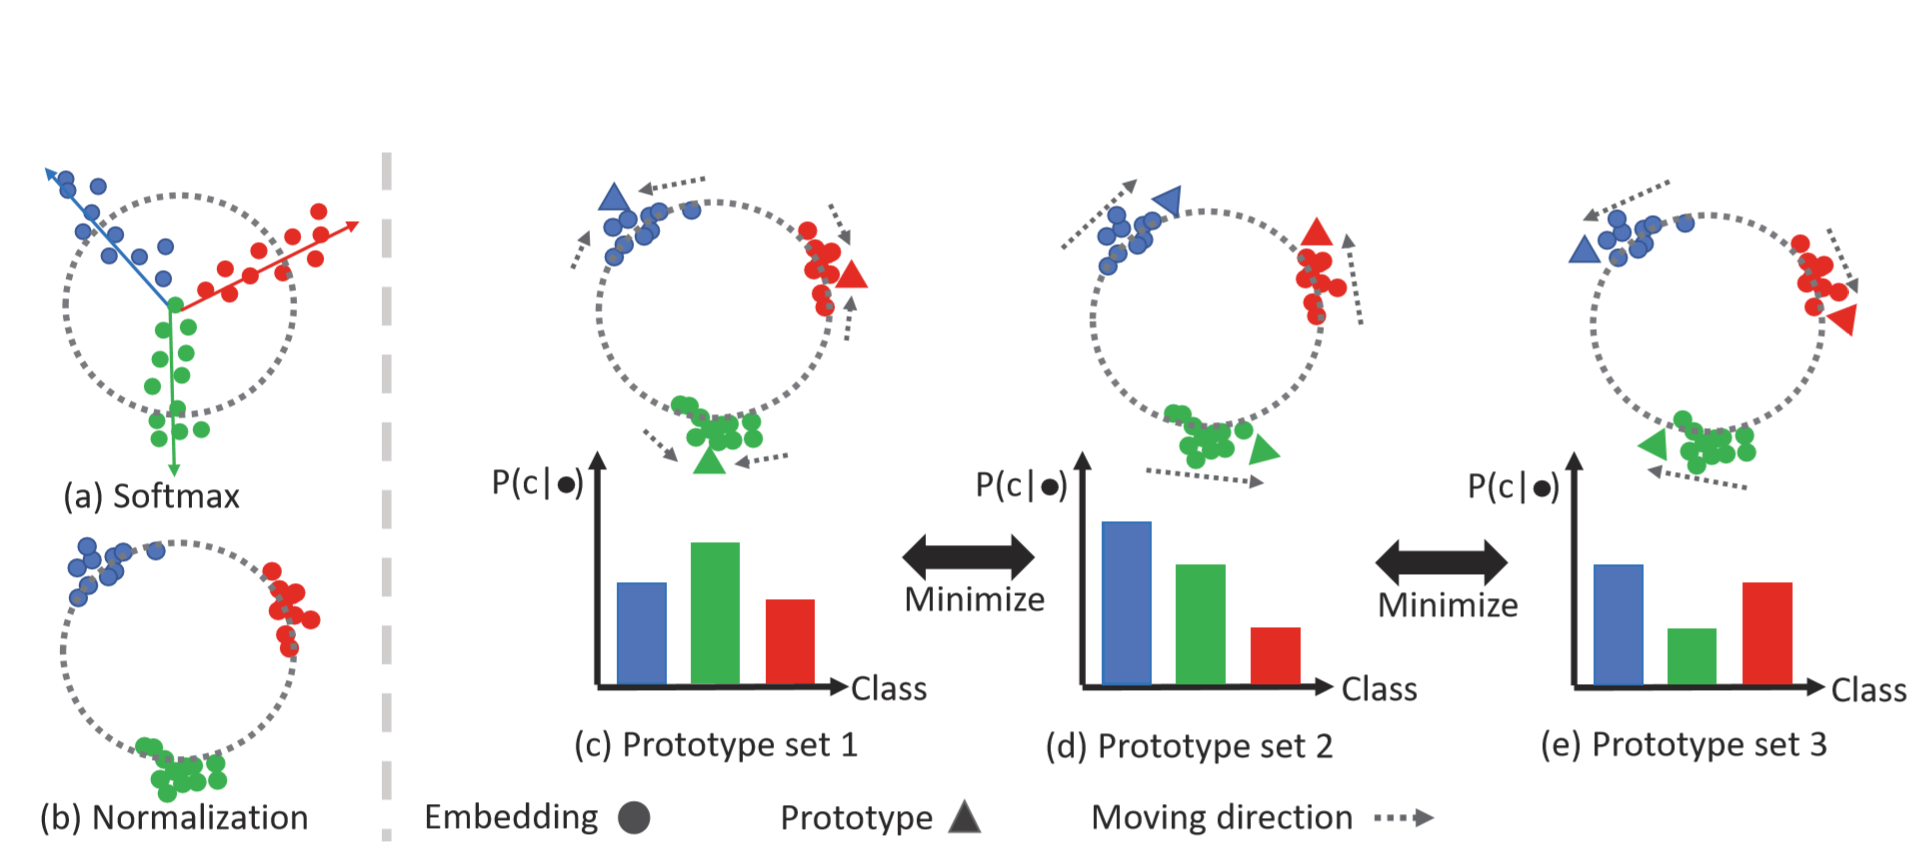 (a) Softmax
(b) Normalization
P(c|●)
Class
(c) Prototype set 1
Minimize
P(c|●)
Class
(d) Prototype set 2
Minimize
P(c|●)
Class
(e) Prototype set 3
Embedding
Prototype
Moving direction